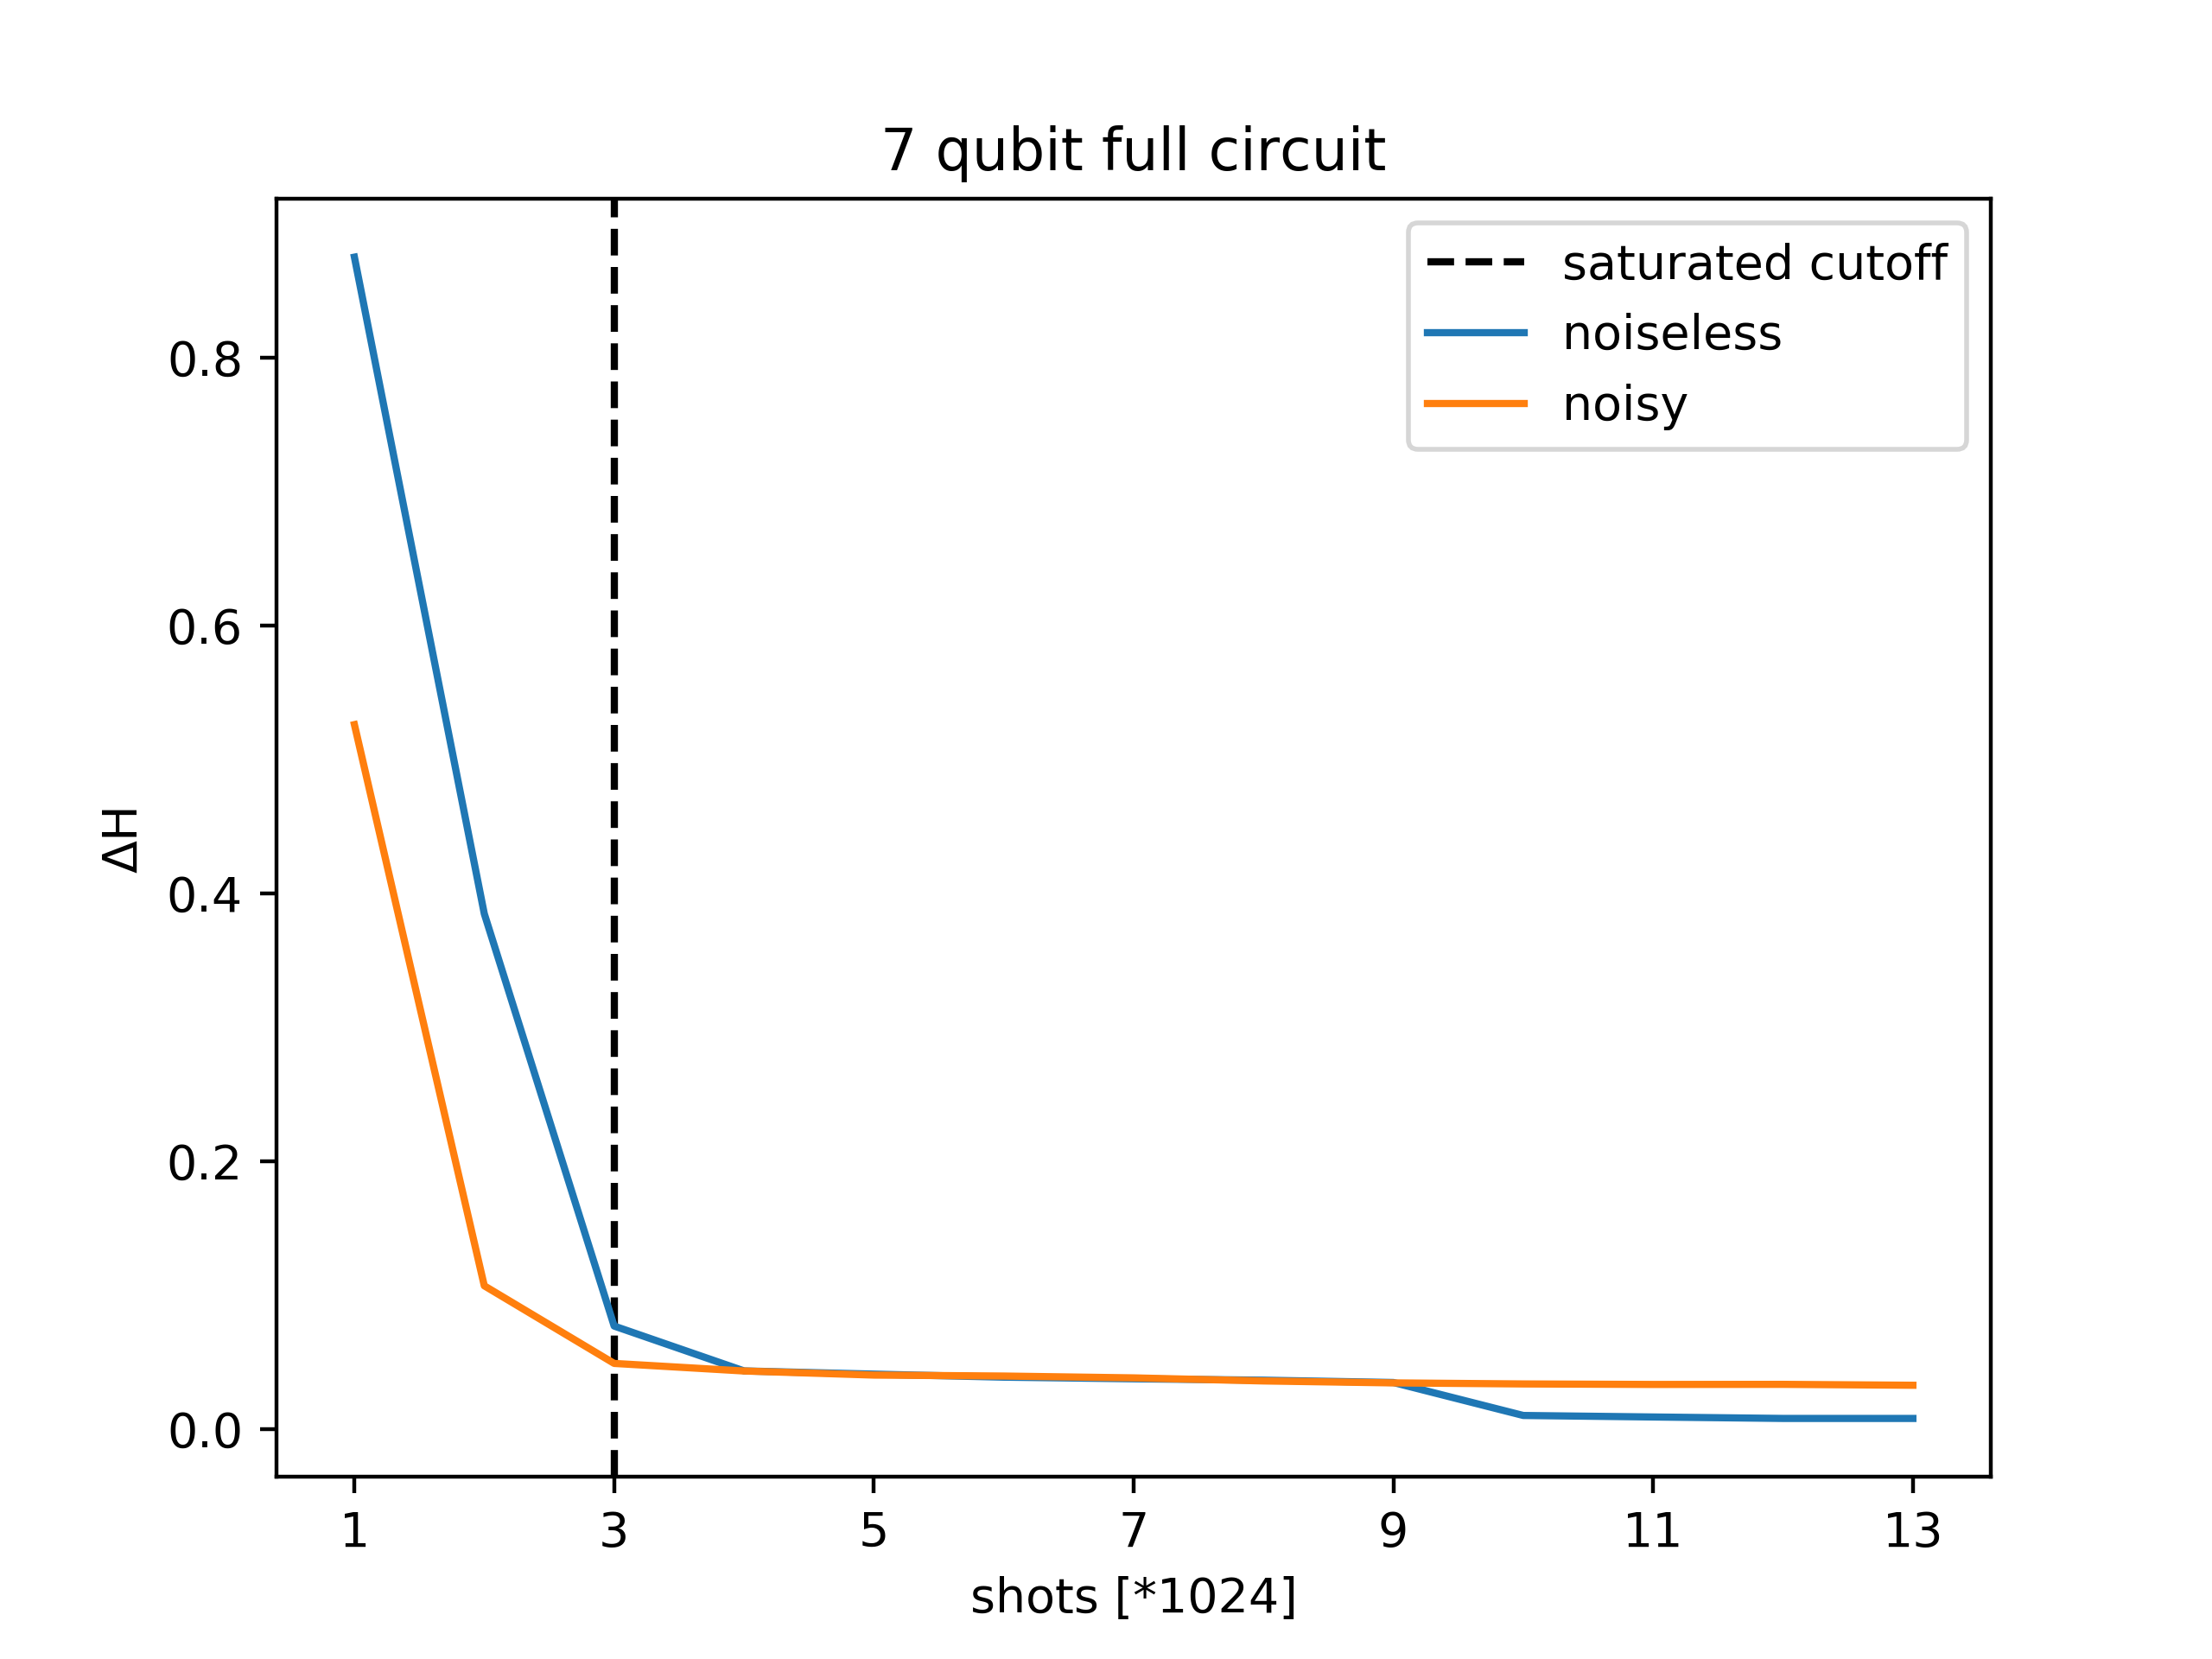 7 qubit full circuit
saturated cutoff
noiseless
noisy
0.8
0.6
0.4
0.2
0.0
ΔH
1 3 5 7 9 11 13
shots [*1024]